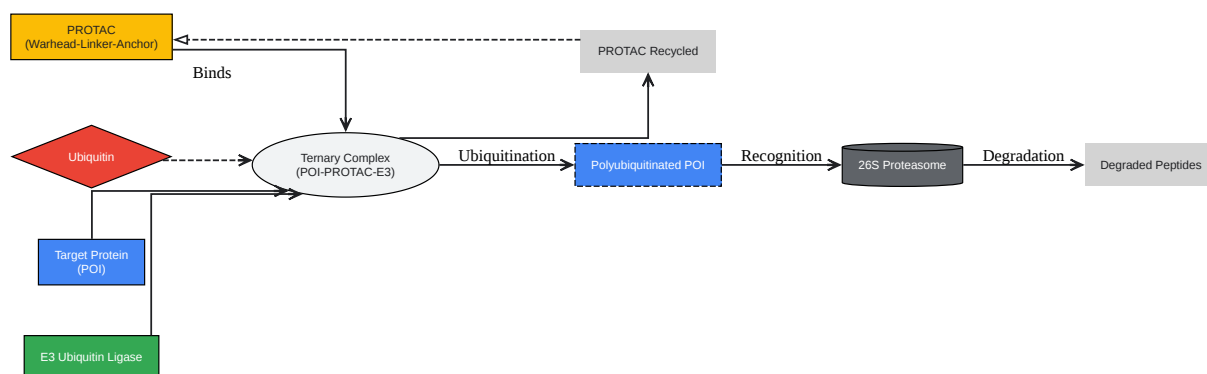 PROTAC
(Warhead-Linker-Anchor)
PROTAC Recycled
Binds
Ubiquitin
Ternary Complex
(POI-PROTAC-E3)
Ubiquitination
Polyubiquitinated POI
Recognition
26S Proteasome
Degradation
Degraded Peptides
Target Protein
(POI)
E3 Ubiquitin Ligase